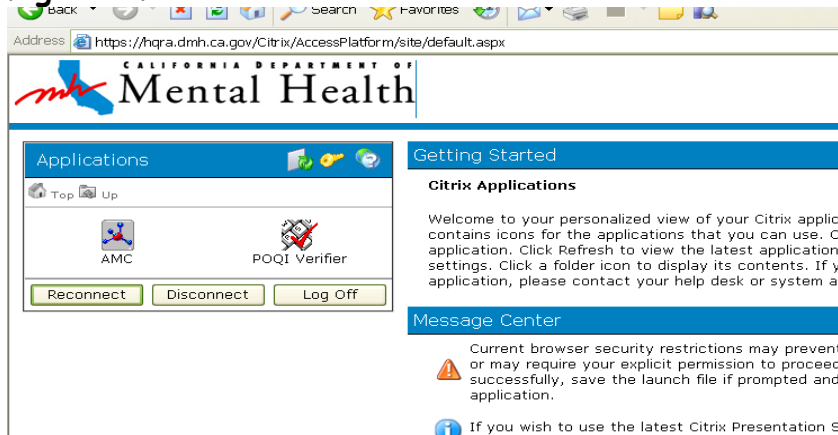 Back
Search
Favorites
Address https://hqra.dmh.ca.gov/Citrix/AccessPlatform/site/default.aspx
CALIFORNIA DEPARTMENT OF
Mental Health
Applications
Top Up
AMC
POQI Verifier
Reconnect Disconnect Log Off
Getting Started
Citrix Applications
Welcome to your personalized view of your Citrix applic
contains icons for the applications that you can use. C
application. Click Refresh to view the latest application
settings. Click a folder icon to display its contents. If y
application, please contact your help desk or system a
Message Center
Current browser security restrictions may prevent
or may require your explicit permission to proceed
successfully, save the launch file if prompted and
application.
If you wish to use the latest Citrix Presentation S